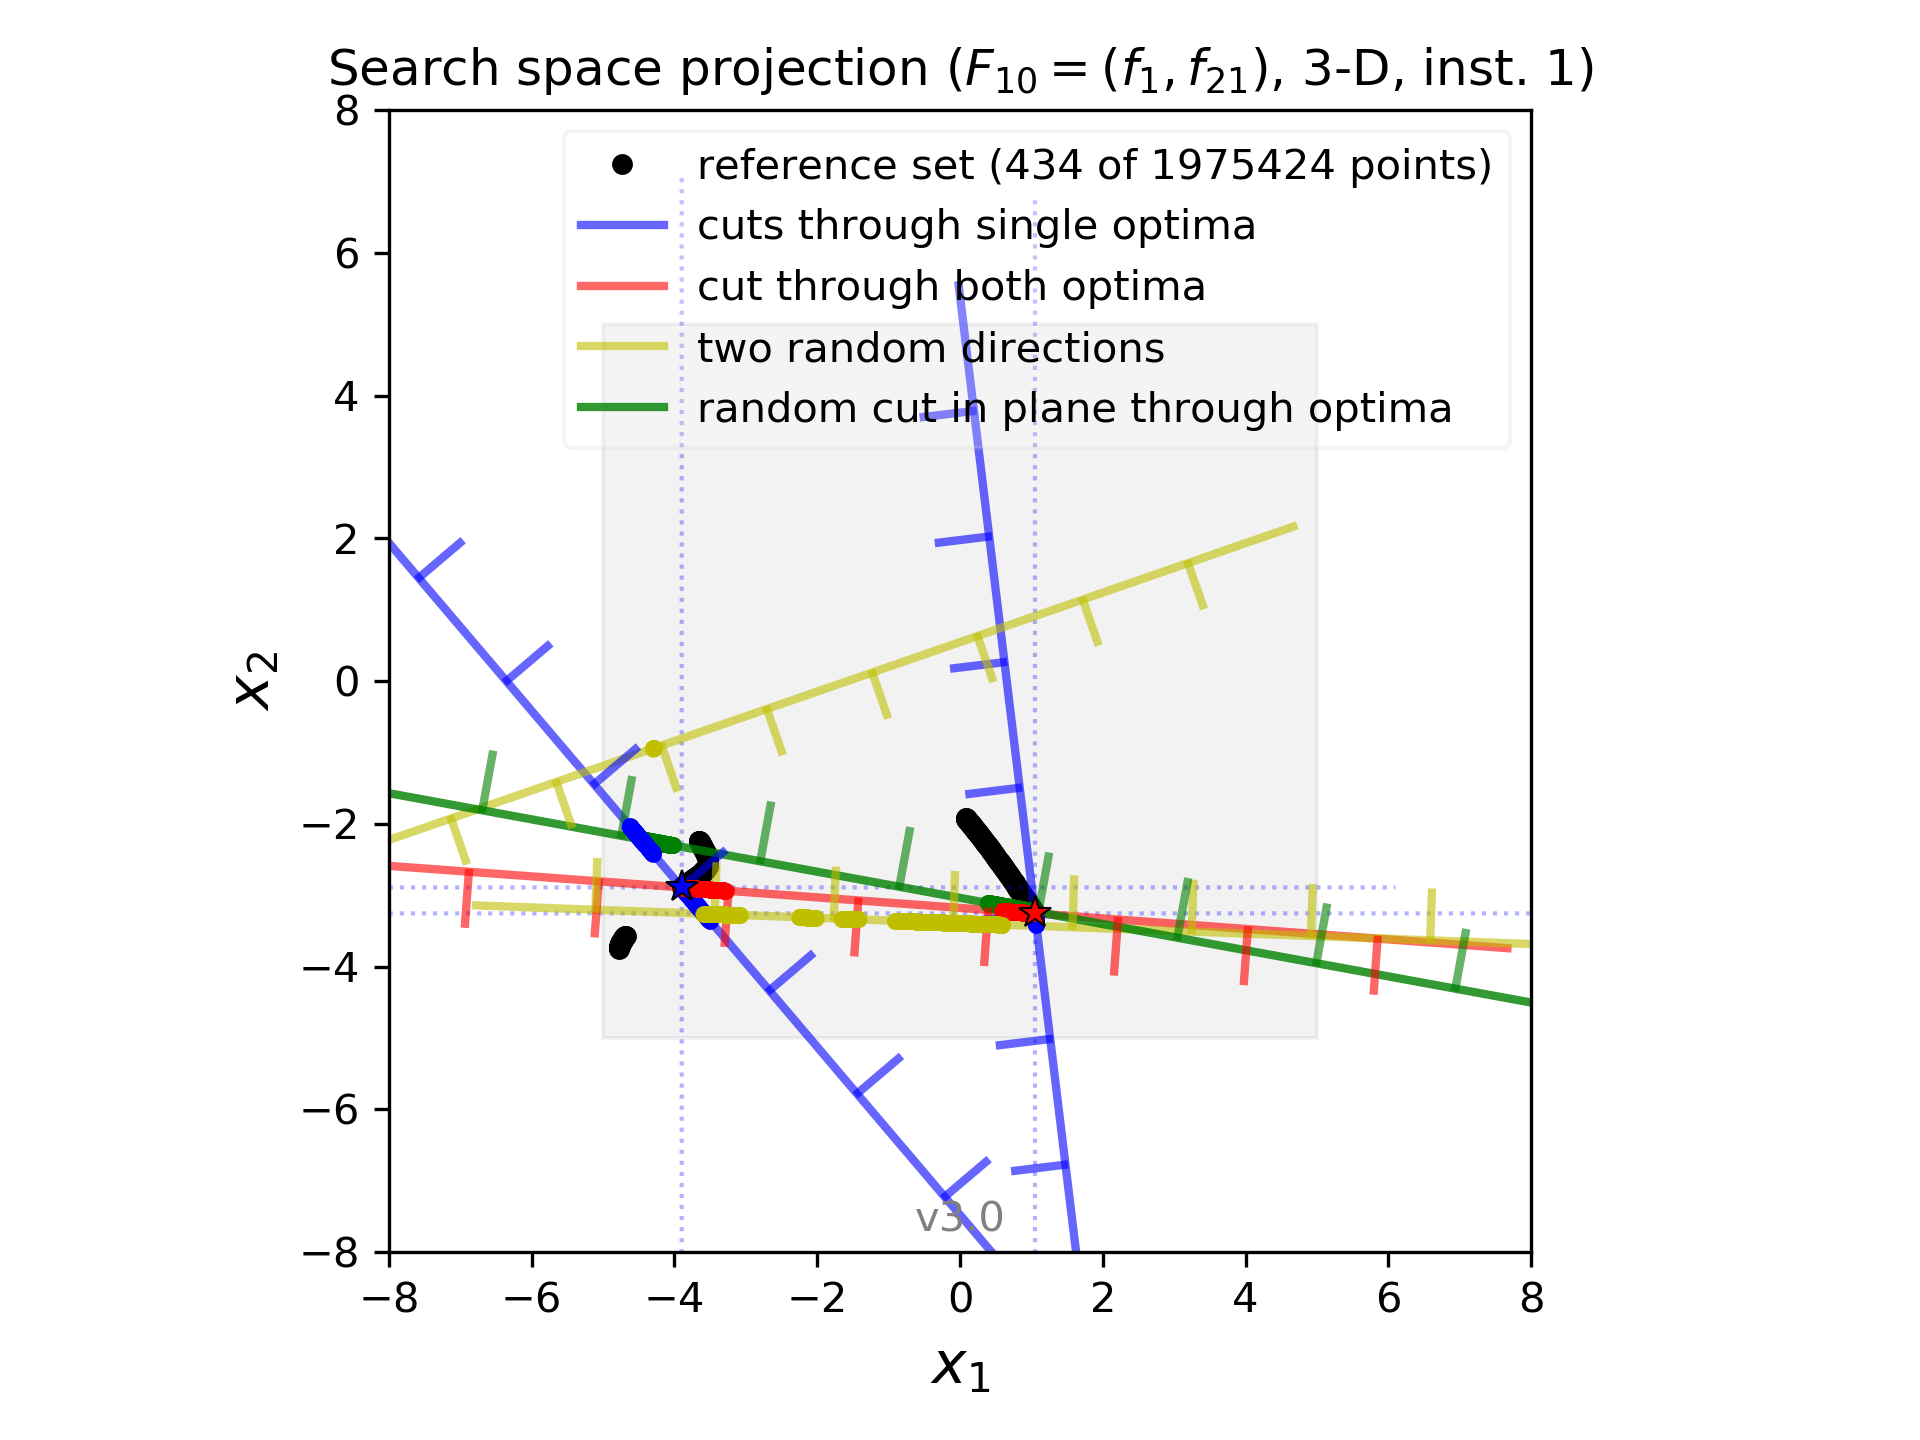 Search space projection (F₁₀ = (f₁, f₂₁), 3-D, inst. 1)
reference set (434 of 1975424 points)
cuts through single optima
cut through both optima
two random directions
random cut in plane through optima
8
6
4
2
0
−2
−4
−6
−8
x₂
v3.0
−8 −6 −4 −2 0 2 4 6 8
x₁